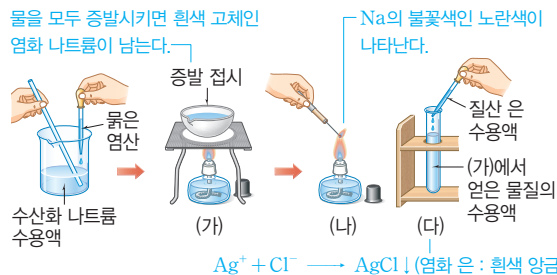 물을 모두 증발시키면 흰색 고체인
염화 나트륨이 남는다.
Na의 불꽃색인 노란색이
나타난다.
증발 접시
묽은
염산
질산 은
수용액
(가)에서
얻은 물질의
수용액
수산화 나트륨
수용액
(가)
(나)
(다)
Ag⁺ + Cl⁻ → AgCl↓ (염화 은 : 흰색 앙금